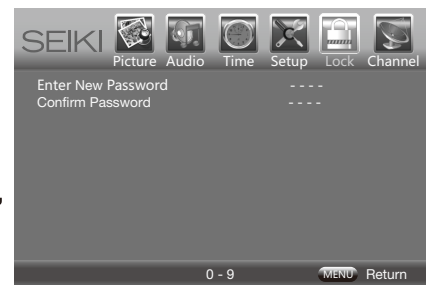 SEIKI
Picture Audio Time Setup Lock Channel
Enter New Password - - - -
Confirm Password - - - -
0 - 9 MENU Return